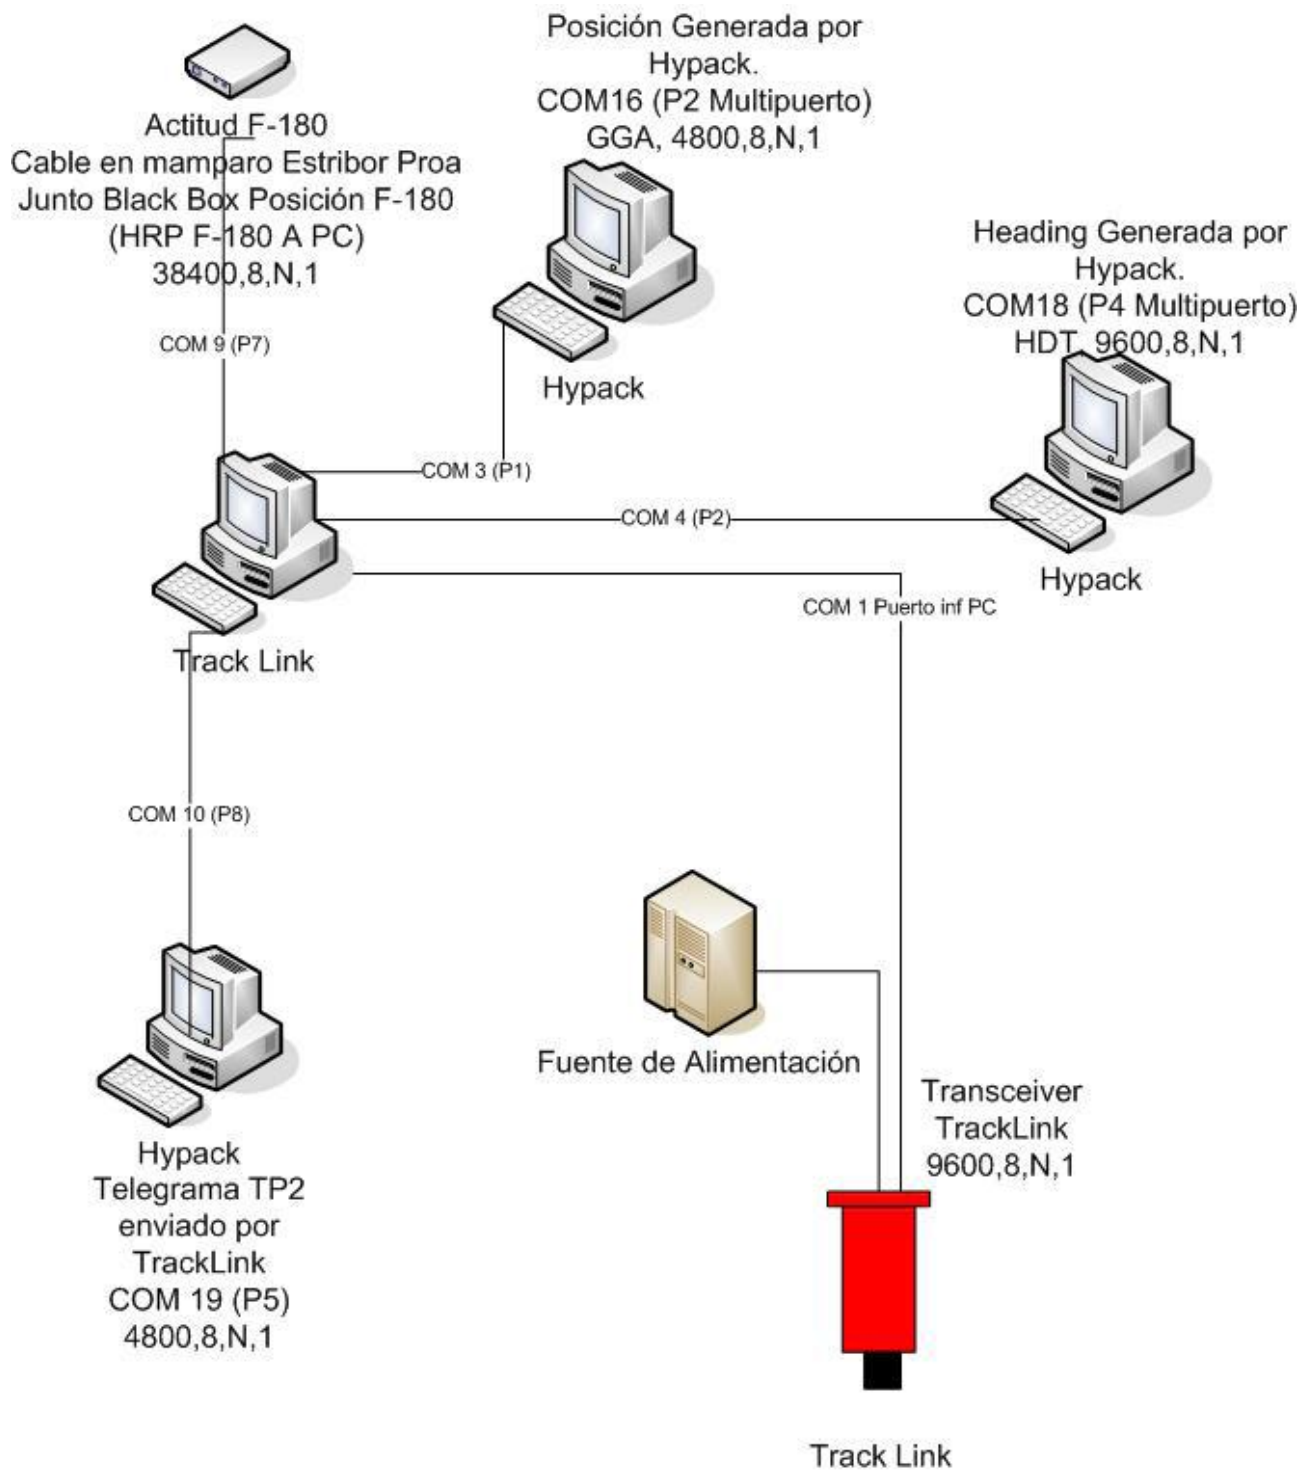 Actitud F-180
Cable en mamparo Estribor Proa
Junto Black Box Posición F-180
(HRP F-180 A PC)
38400,8,N,1
COM 9 (P7)
Posición Generada por
Hypack.
COM16 (P2 Multipuerto)
GGA, 4800,8,N,1
Hypack
Heading Generada por
Hypack.
COM18 (P4 Multipuerto)
HDT, 9600,8,N,1
Hypack
COM 3 (P1)
COM 4 (P2)
COM 1 Puerto inf PC
Track Link
COM 10 (P8)
Hypack
Telegrama TP2
enviado por
TrackLink
COM 19 (P5)
4800,8,N,1
Fuente de Alimentación
Transceiver
TrackLink
9600,8,N,1
Track Link